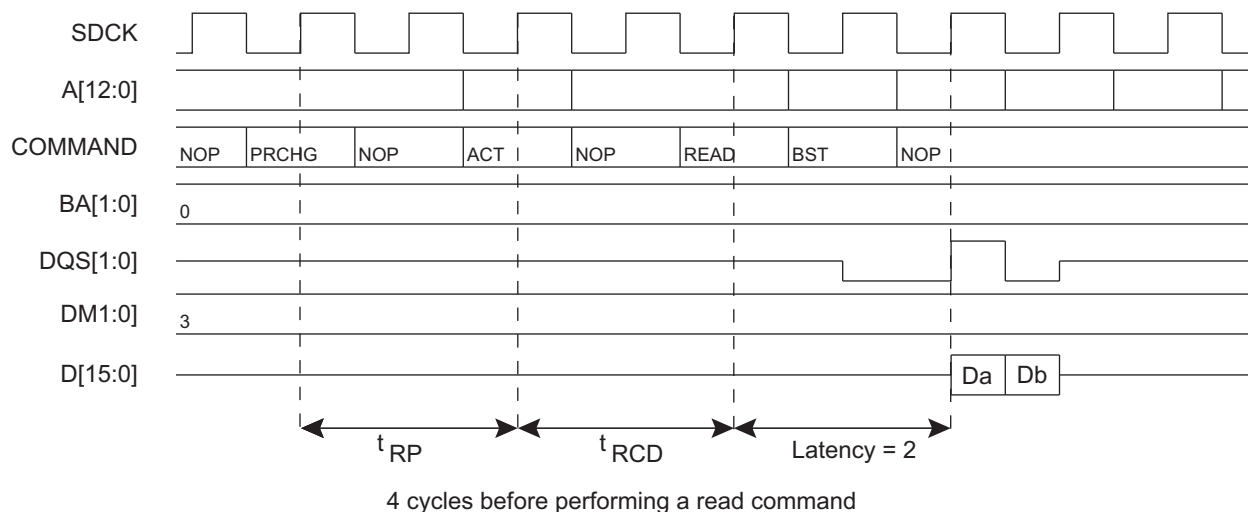 SDCK
A[12:0]
COMMAND NOP PRCHG NOP ACT NOP READ BST NOP
BA[1:0] 0
DQS[1:0]
DM1:0] 3
D[15:0] Da Db
t RP t RCD Latency = 2
4 cycles before performing a read command